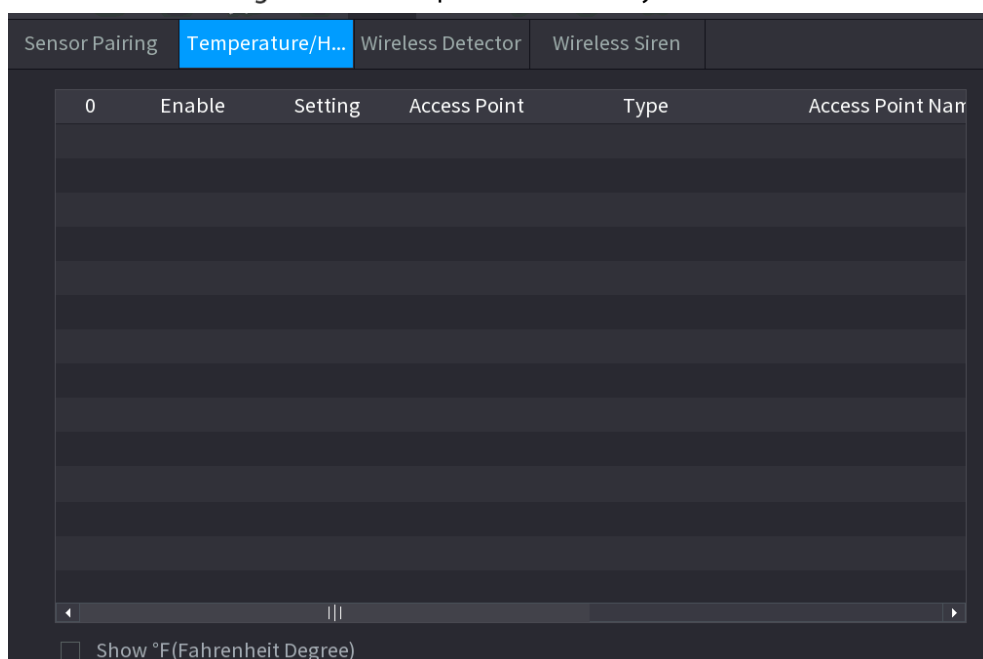 Sensor Pairing Temperature/H... Wireless Detector Wireless Siren
0 Enable Setting Access Point Type Access Point Nam
Show °F(Fahrenheit Degree)